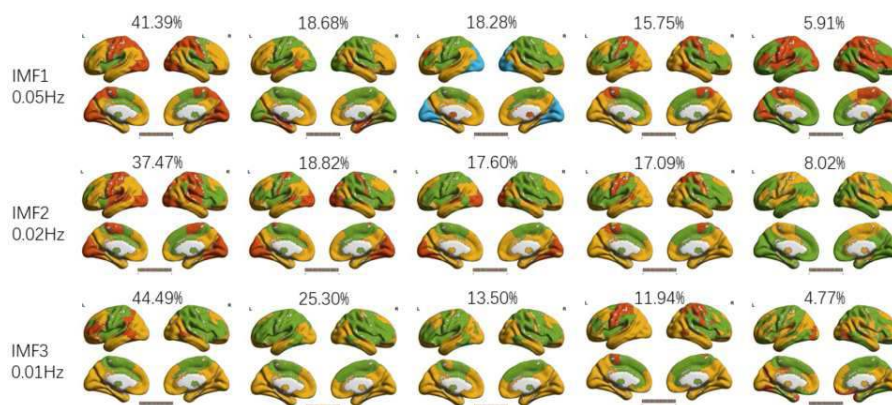 41.39% 18.68% 18.28% 15.75% 5.91%
L R L R L R L R L R
IMF1
0.05Hz
37.47% 18.82% 17.60% 17.09% 8.02%
L R L R L R L R L R
IMF2
0.02Hz
44.49% 25.30% 13.50% 11.94% 4.77%
L R L R L R L R L R
IMF3
0.01Hz